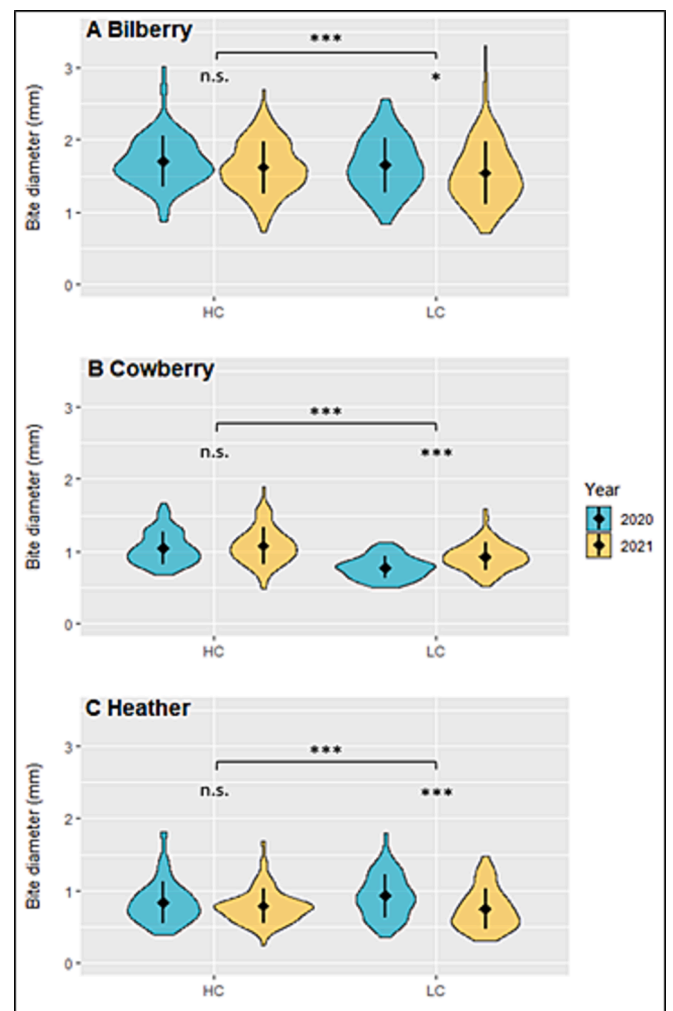 A Bilberry
***
n.s.
*
3
2
1
0
Bite diameter (mm)
HC
LC
B Cowberry
***
n.s.
***
3
2
1
0
Bite diameter (mm)
HC
LC
Year
2020
2021
C Heather
***
n.s.
***
3
2
1
0
Bite diameter (mm)
HC
LC